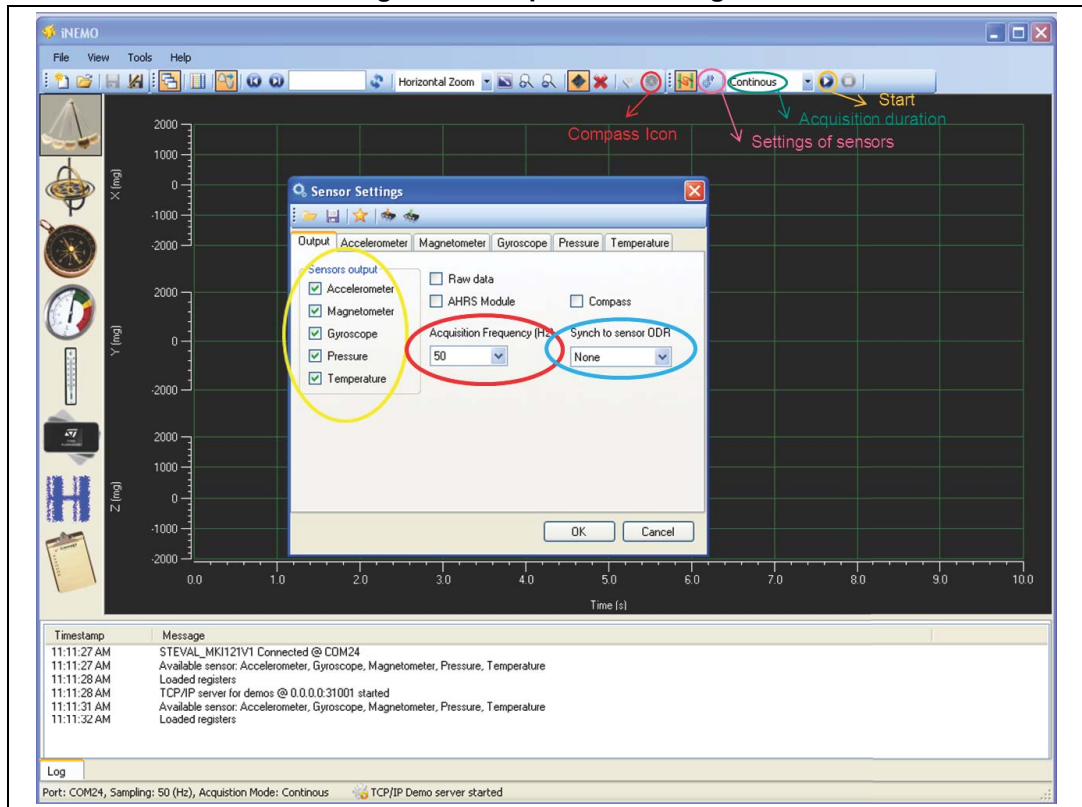 iNEMO
File View Tools Help
Horizontal Zoom
Continous
Start
Acquisition duration
Compass Icon
Settings of sensors
2000
1000
0
-1000
-2000
X (mg)
2000
0
-2000
Y (mg)
2000
1000
0
-1000
-2000
Z (mg)
Sensor Settings
Output Accelerometer Magnetometer Gyroscope Pressure Temperature
Sensors output
Accelerometer
Magnetometer
Gyroscope
Pressure
Temperature
Raw data
AHRS Module
Compass
Acquisition Frequency (Hz)
Synch to sensor ODR
50
None
OK Cancel
0.0 1.0 2.0 3.0 4.0 5.0 6.0 7.0 8.0 9.0 10.0
Time (s)
Timestamp Message
11:11:27 AM STEVAL_MKI121V1 Connected @ COM24
11:11:27 AM Available sensor: Accelerometer, Gyroscope, Magnetometer, Pressure, Temperature
11:11:28 AM Loaded registers
11:11:28 AM TCP/IP server for demos @ 0.0.0.0:31001 started
11:11:31 AM Available sensor: Accelerometer, Gyroscope, Magnetometer, Pressure, Temperature
11:11:32 AM Loaded registers
Log
Port: COM24, Sampling: 50 (Hz), Acquistion Mode: Continous TCP/IP Demo server started